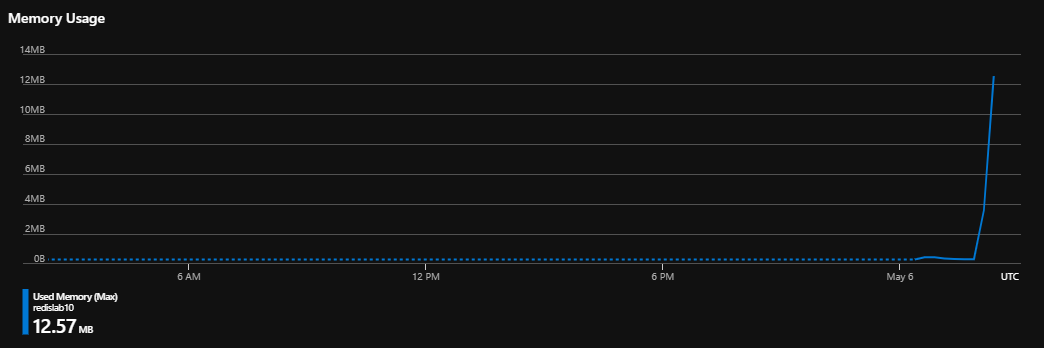 Memory Usage
14MB
12MB
10MB
8MB
6MB
4MB
2MB
0B
6 AM 12 PM 6 PM May 6 UTC
Used Memory (Max)
redislab10
12.57 MB